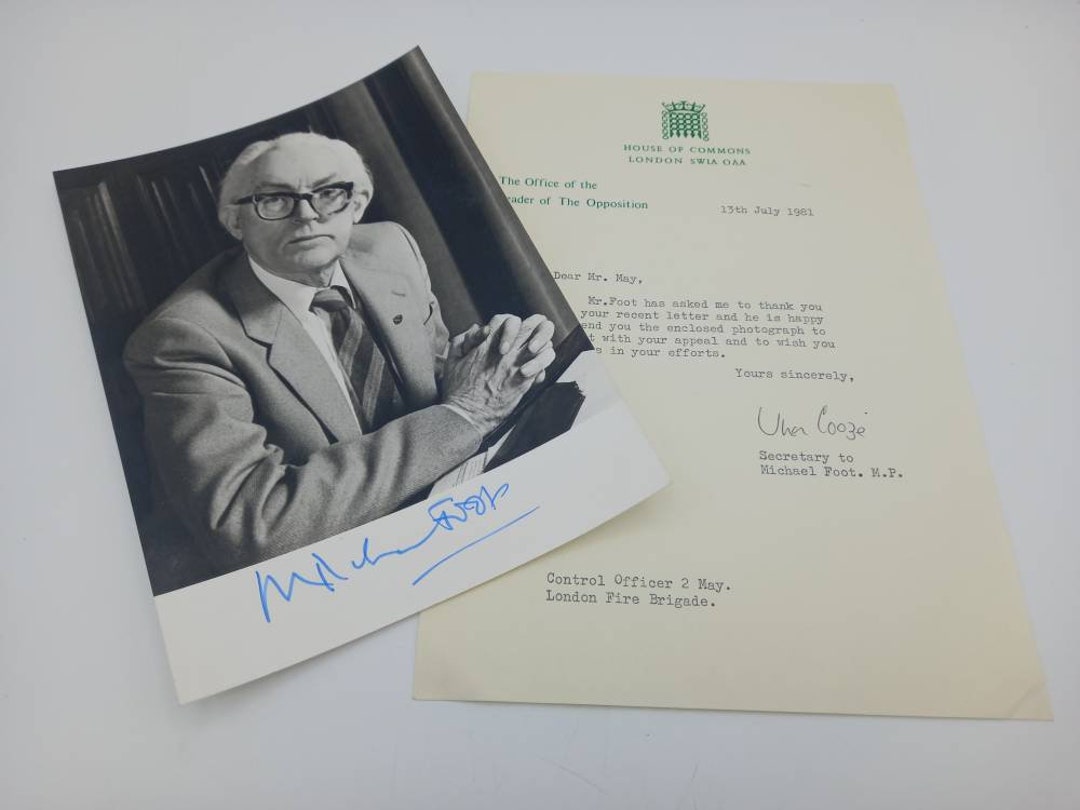 Michael Foot
HOUSE OF COMMONS
LONDON SW1A 0AA
The Office of the
eader of The Opposition
13th July 1981
Dear Mr. May,
Mr.Foot has asked me to thank you
your recent letter and he is happy
end you the enclosed photograph to
t with your appeal and to wish you
s in your efforts.
Yours sincerely,
Secretary to
Michael Foot. M.P.
Control Officer 2 May.
London Fire Brigade.